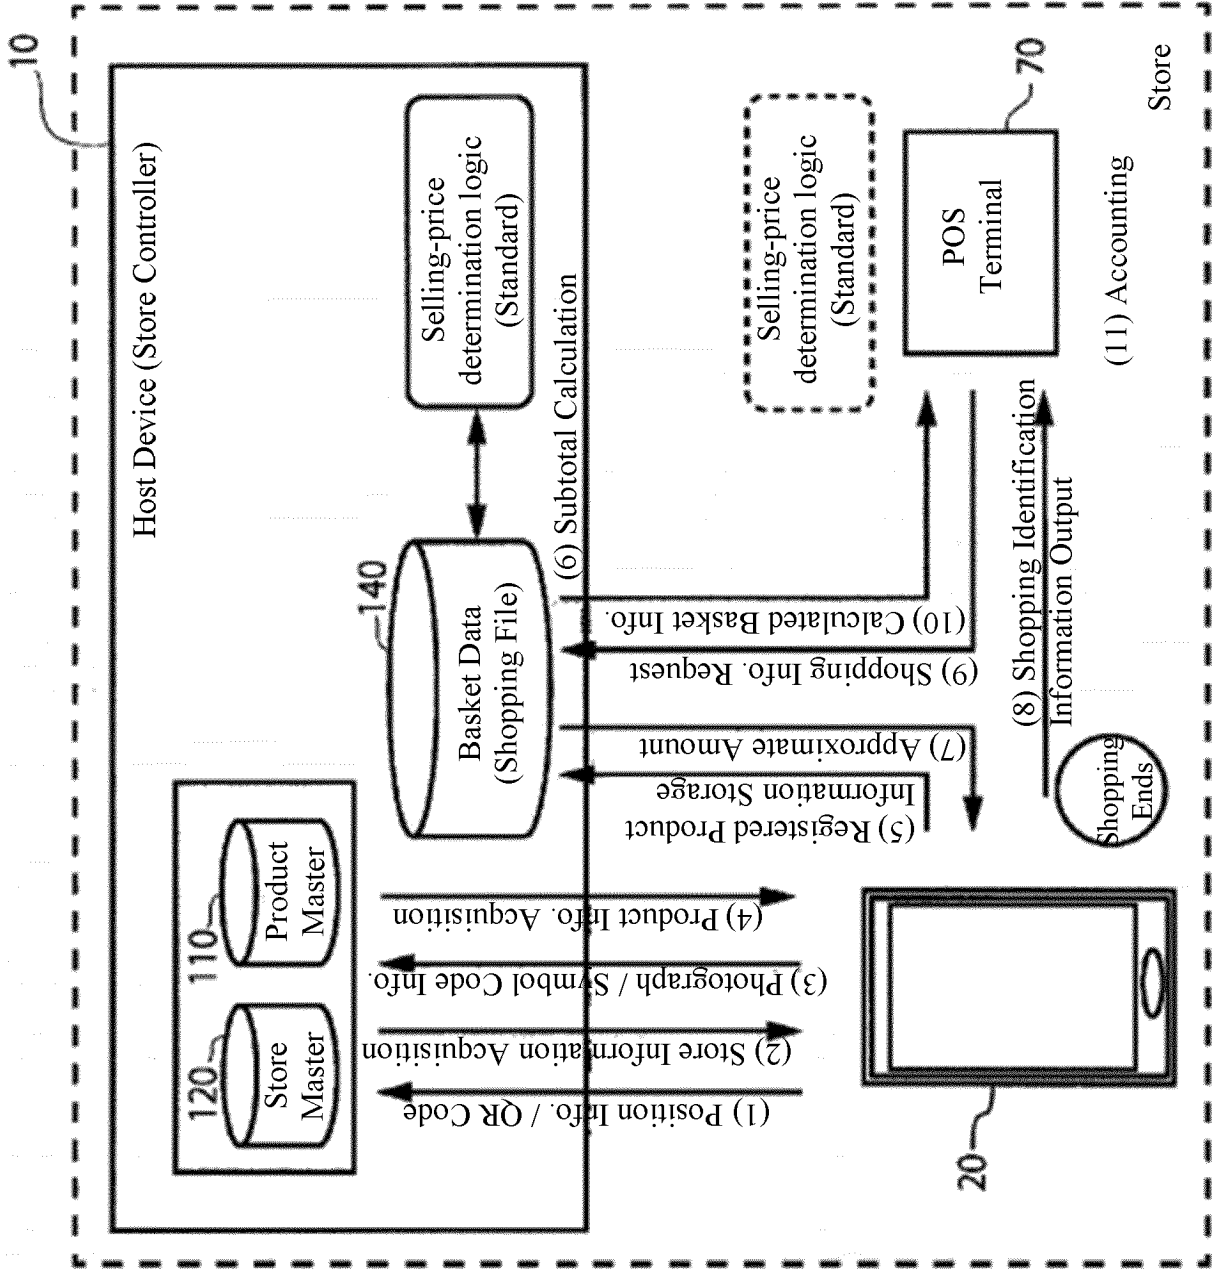 10
Host Device (Store Controller)
120
Store
Master
110
Product
Master
140
Basket Data
(Shopping File)
Selling-price
determination logic
(Standard)
(6) Subtotal Calculation
(1) Position Info. / QR Code
(2) Store Information Acquisition
(3) Photograph / Symbol Code Info.
(4) Product Info. Acquisition
(5) Registered Product
Information Storage
(7) Approximate Amount
(9) Shopping Info. Request
(10) Calculated Basket Info.
Selling-price
determination logic
(Standard)
20
Shopping
Ends
(8) Shopping Identification
Information Output
POS
Terminal
70
(11) Accounting
Store